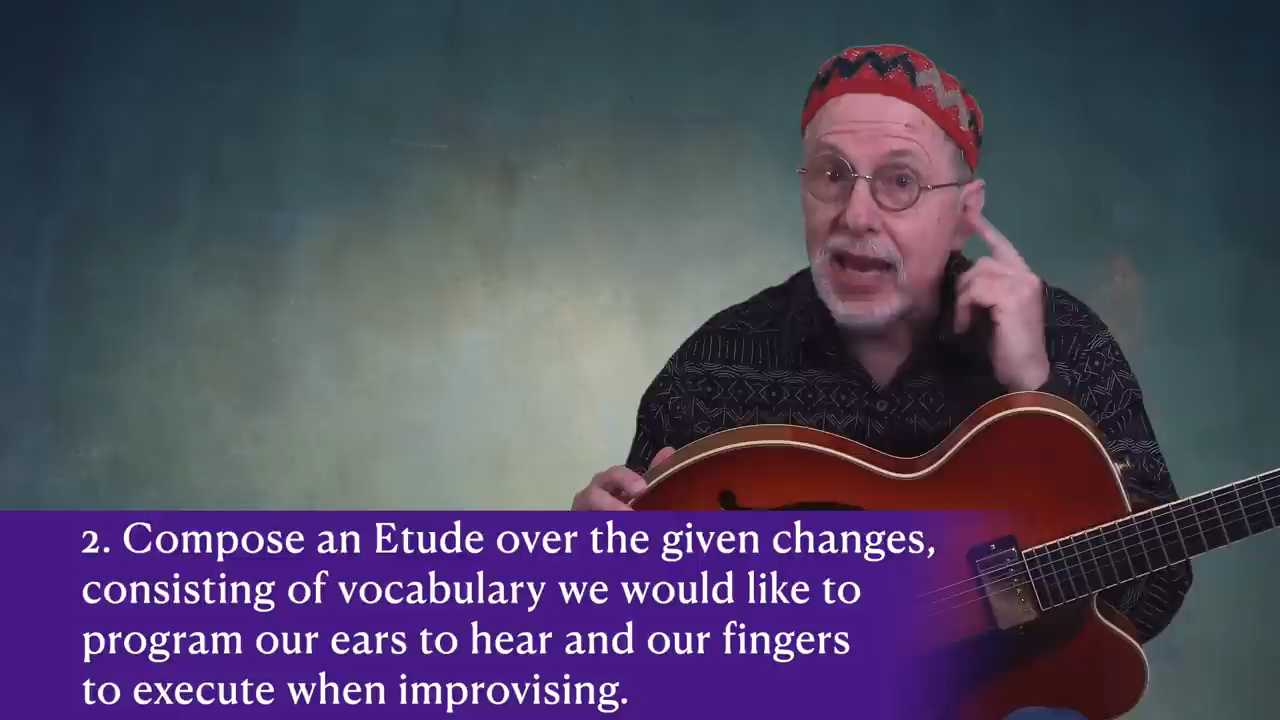 2. Compose an Etude over the given changes,
consisting of vocabulary we would like to
program our ears to hear and our fingers
to execute when improvising.